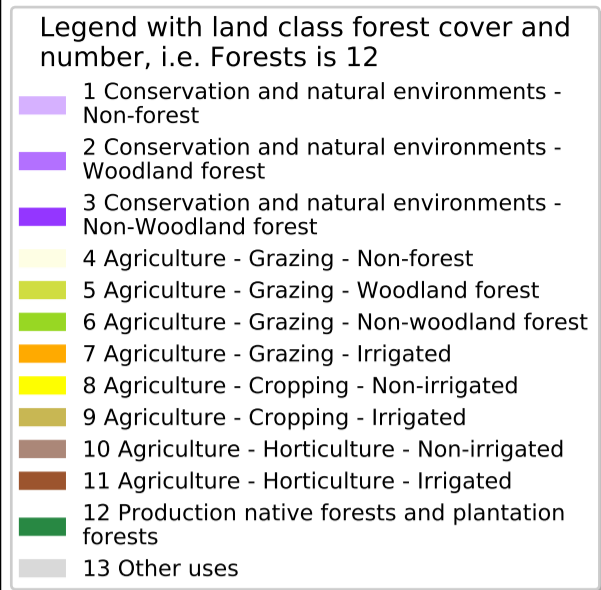 Legend with land class forest cover and
number, i.e. Forests is 12
1 Conservation and natural environments -
Non-forest
2 Conservation and natural environments -
Woodland forest
3 Conservation and natural environments -
Non-Woodland forest
4 Agriculture - Grazing - Non-forest
5 Agriculture - Grazing - Woodland forest
6 Agriculture - Grazing - Non-woodland forest
7 Agriculture - Grazing - Irrigated
8 Agriculture - Cropping - Non-irrigated
9 Agriculture - Cropping - Irrigated
10 Agriculture - Horticulture - Non-irrigated
11 Agriculture - Horticulture - Irrigated
12 Production native forests and plantation
forests
13 Other uses